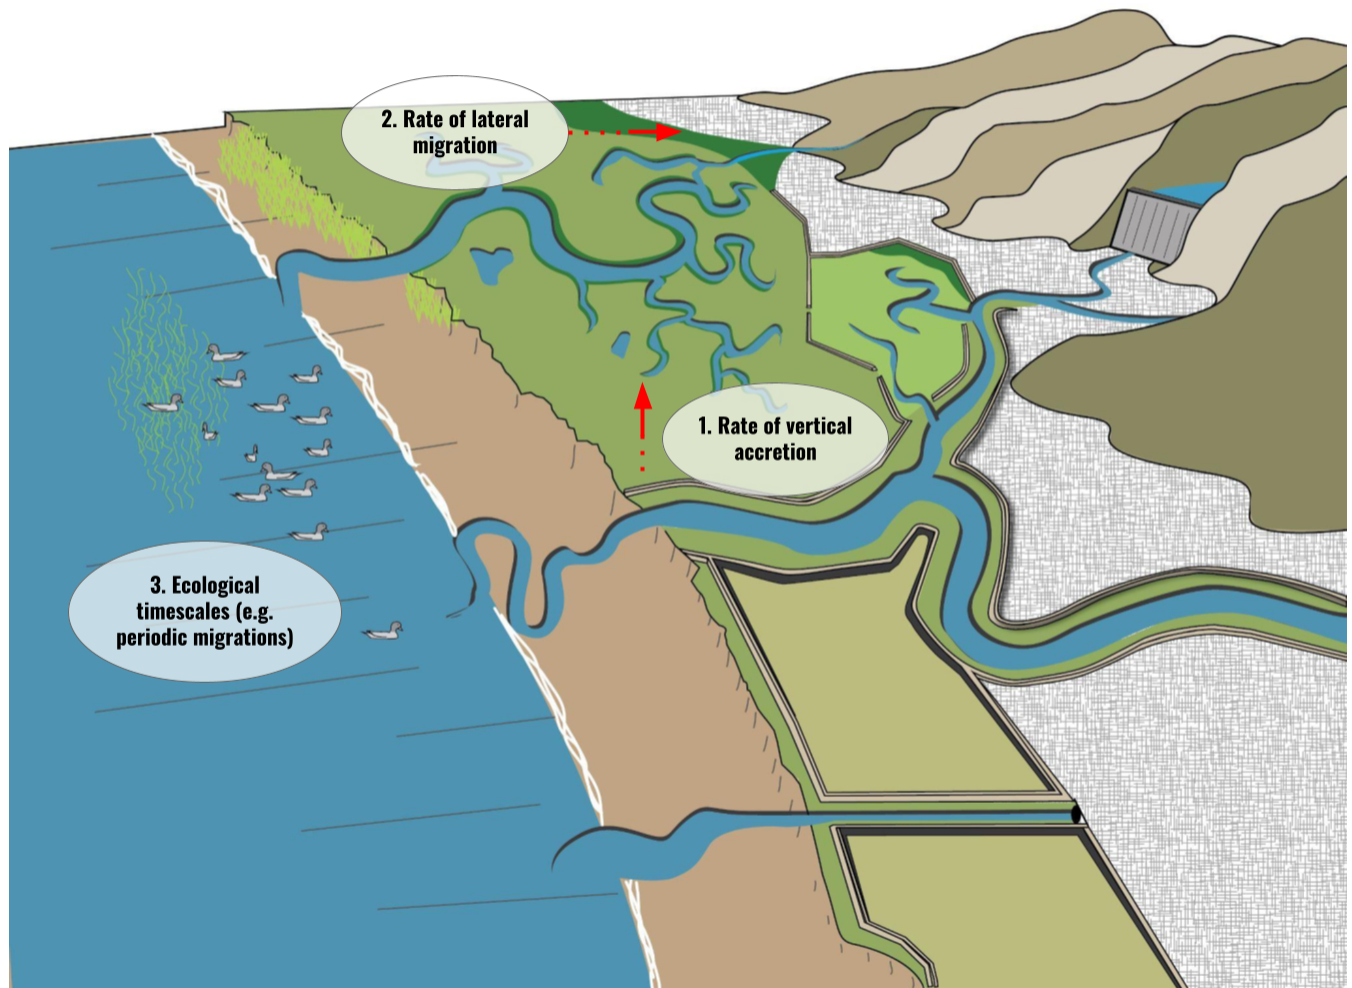 2. Rate of lateral
migration
1. Rate of vertical
accretion
3. Ecological
timescales (e.g.
periodic migrations)